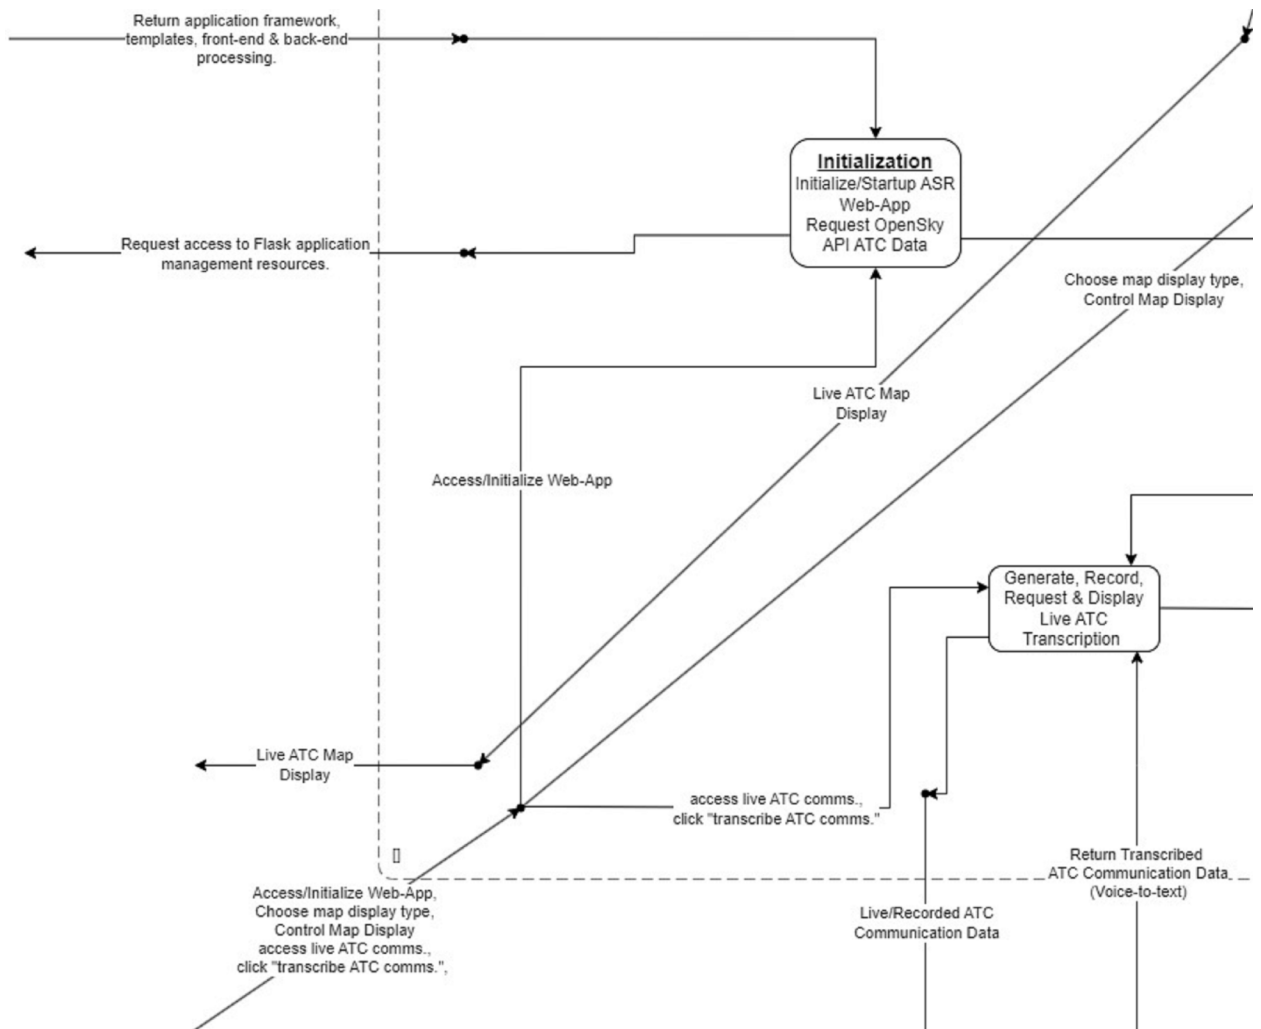 Return application framework,
templates, front-end & back-end
processing.
Initialization
Initialize/Startup ASR
Web-App
Request OpenSky
API ATC Data
Request access to Flask application
management resources.
Choose map display type,
Control Map Display
Live ATC Map
Display
Access/Initialize Web-App
Generate, Record,
Request & Display
Live ATC
Transcription
Live ATC Map
Display
access live ATC comms.,
click "transcribe ATC comms."
Return Transcribed
ATC Communication Data
(Voice-to-text)
Access/Initialize Web-App,
Choose map display type,
Control Map Display
access live ATC comms.,
click "transcribe ATC comms.",
Live/Recorded ATC
Communication Data